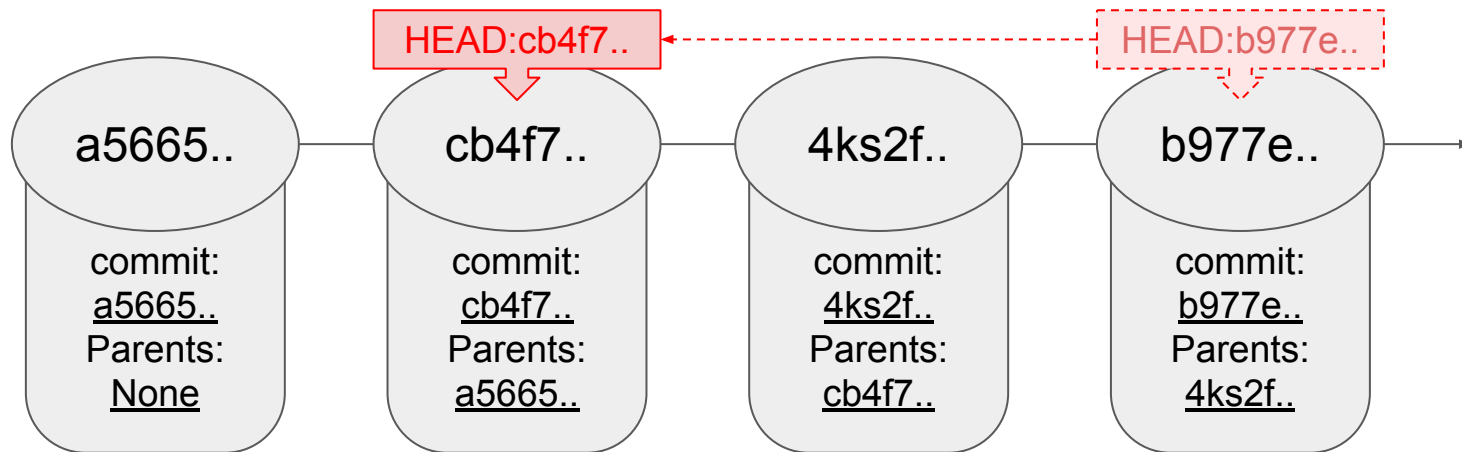 HEAD:cb4f7..
HEAD:b977e..
a5665..
cb4f7..
4ks2f..
b977e..
commit:
a5665..
Parents:
None
commit:
cb4f7..
Parents:
a5665..
commit:
4ks2f..
Parents:
cb4f7..
commit:
b977e..
Parents:
4ks2f..